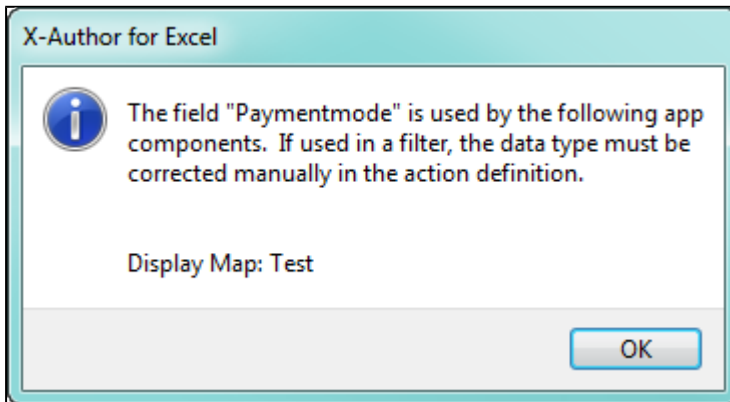 X-Author for Excel
The field "Paymentmode" is used by the following app
components.  If used in a filter, the data type must be
corrected manually in the action definition.
Display Map: Test
OK